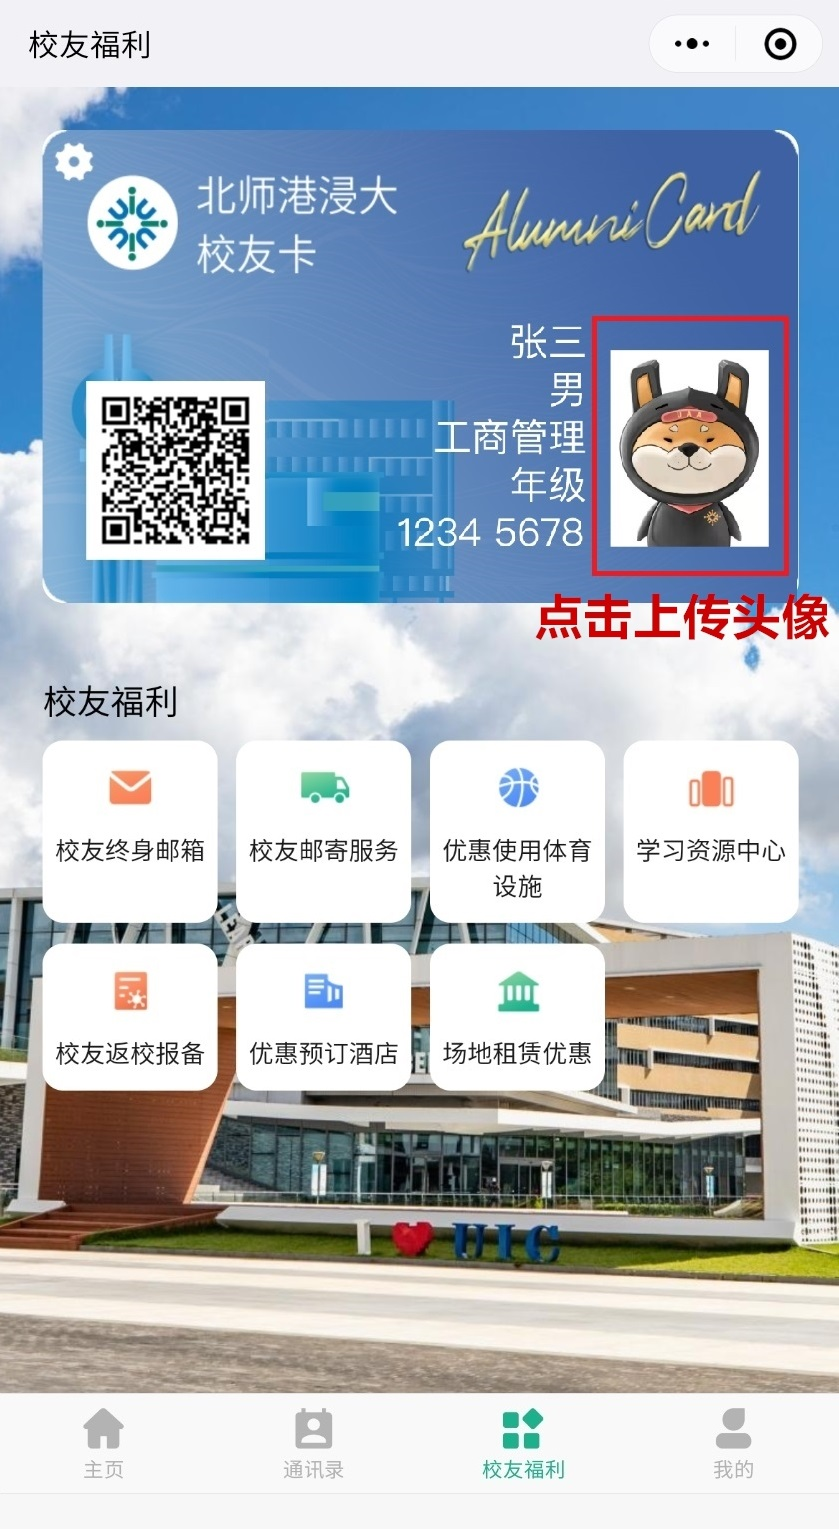 校友福利
北师港浸大
校友卡
Alumni Card
张三
男
工商管理
年级
1234 5678
点击上传头像
校友福利
校友终身邮箱
校友邮寄服务
优惠使用体育
设施
学习资源中心
校友返校报备
优惠预订酒店
场地租赁优惠
I ❤ UIC
主页
通讯录
校友福利
我的